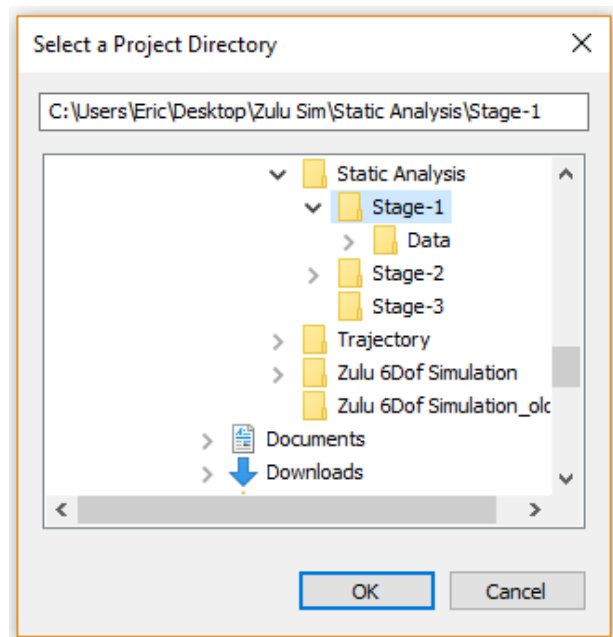 Select a Project Directory
C:\Users\Eric\Desktop\Zulu Sim\Static Analysis\Stage-1
Static Analysis
Stage-1
Data
Stage-2
Stage-3
Trajectory
Zulu 6Dof Simulation
Zulu 6Dof Simulation_old
Documents
Downloads
OK Cancel